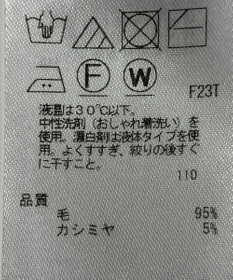 F W
F23T
液温は30℃以下。
中性洗剤(おしゃれ着洗い)を
使用。漂白剤は液体タイプを使
用。よくすすぎ、絞りの後すぐ
に干すこと。
110
品質
毛 95%
カシミヤ 5%